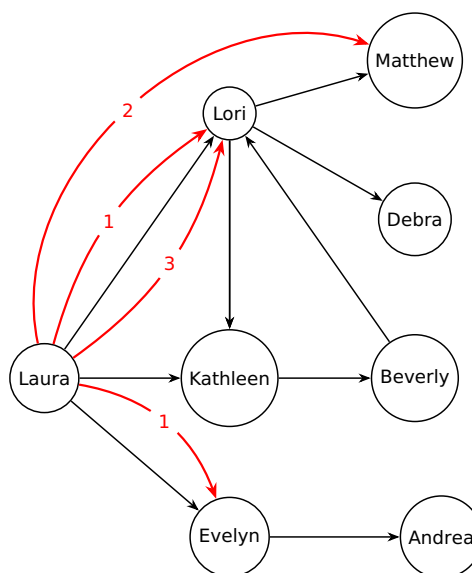 Matthew
2
Lori
1
Debra
3
Laura
Kathleen
Beverly
1
Evelyn
Andrea